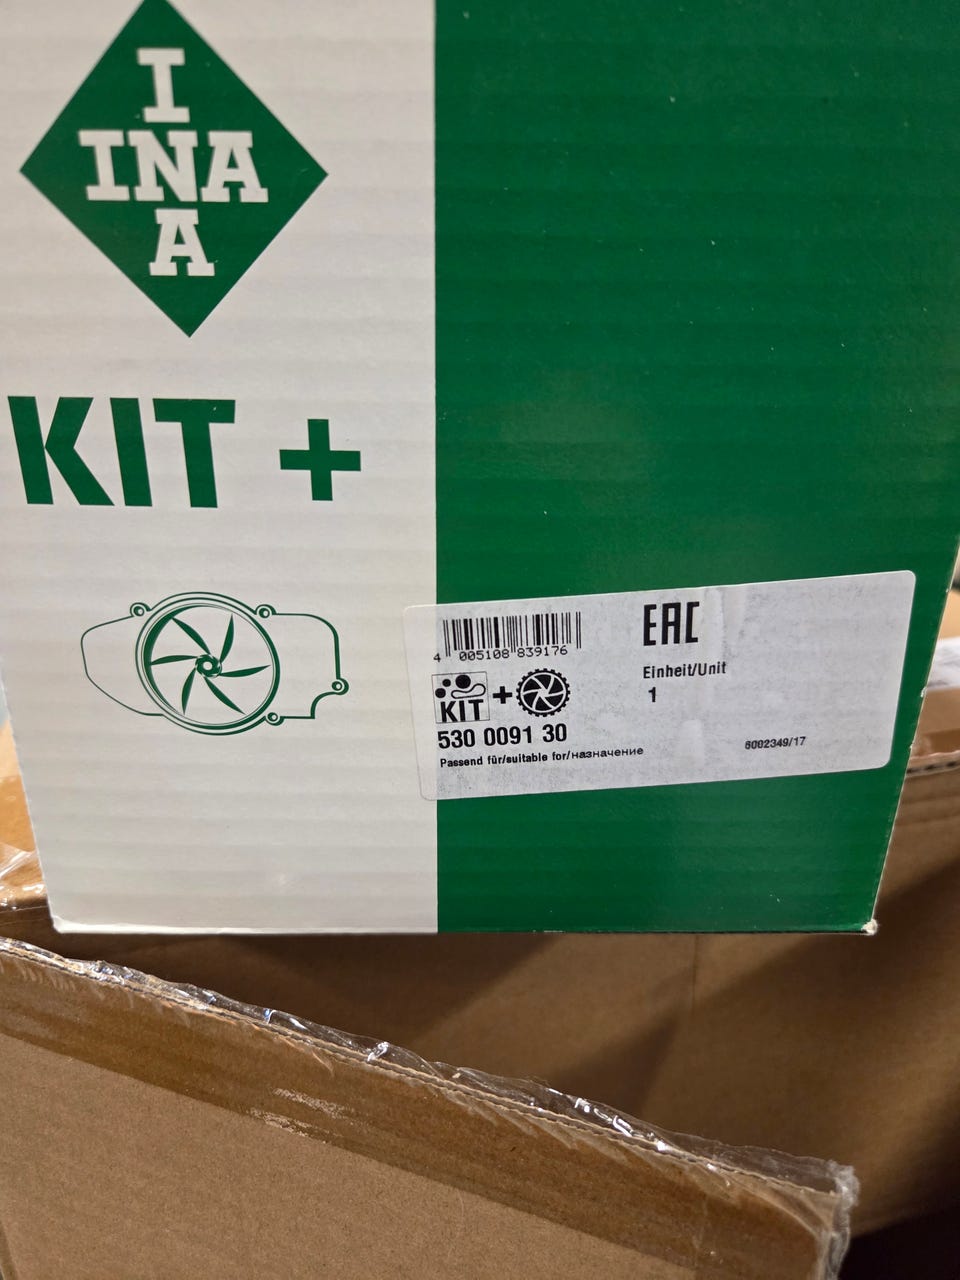 I
INA
A
KIT +
EAC
4 005108 839176
Einheit/Unit
1
KIT +
530 0091 30
Passend für/suitable for/назначение
6002349/17